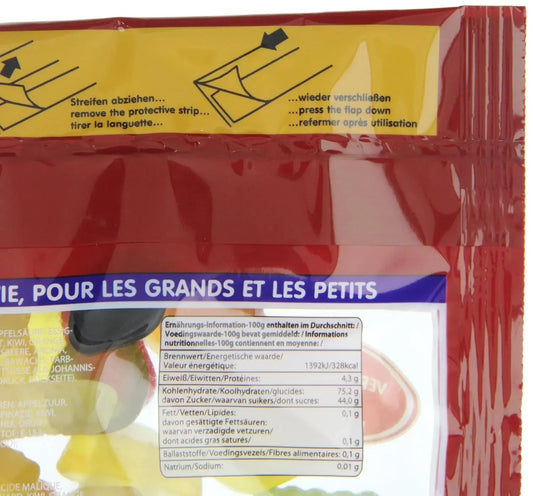 Streifen abziehen...
remove the protective strip...
tirer la languette...
...wieder verschließen
...press the flap down
...refermer après utilisation
IE, POUR LES GRANDS ET LES PETITS
Ernährungs-Information-100g enthalten im Durchschnitt: /
Voedingswaarde-100g bevat gemiddeld: / Informations
nutritionnelles-100g contiennent en moyenne: /
Brennwert/Energetische waarde/
Valeur énergétique: 1392kJ/328kcal
Eiweiß/Eiwitten/Protéines: 4,3 g
Kohlenhydrate/Koolhydraten/glucides: 75,2 g
davon Zucker/waarvan suikers/dont sucres: 44,0 g
Fett/Vetten/Lipides: 0,1 g
davon gesättigte Fettsäuren:
waarvan verzadigde vetzuren/
dont acides gras saturés/ 0,1 g
Ballaststoffe/Voedingsvezels/Fibres alimentaires: 0,1 g
Natrium/Sodium: 0,01 g
KIWI,
ICIDE MALIQUE,